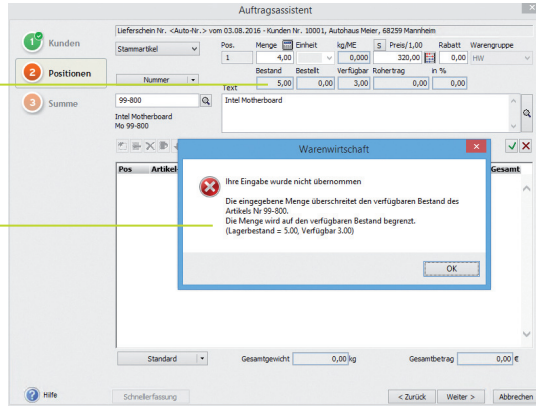 Auftragsassistent
Lieferschein Nr. <Auto-Nr.> vom 03.08.2016 - Kunden Nr. 10001, Autohaus Meier, 68259 Mannheim
1 Kunden
2 Positionen
3 Summe
Stammartikel
Pos. Menge Einheit kg/ME S Preis/1,00 Rabatt Warengruppe
1 4,00 0,000 320,00 0,00 HW
Bestand Bestellt Verfügbar Rohertrag in %
Nummer
5,00 0,00 3,00 0,00 0,00
Text
99-800
Intel Motherboard
Intel Motherboard
Mo 99-800
Pos Artikel Gesamt
Warenwirtschaft
Ihre Eingabe wurde nicht übernommen
Die eingegebene Menge überschreitet den verfügbaren Bestand des
Artikels Nr 99-800.
Die Menge wird auf den verfügbaren Bestand begrenzt.
(Lagerbestand = 5.00, Verfügbar 3.00)
OK
Standard Gesamtgewicht 0,00 kg Gesamtbetrag 0,00 €
Hilfe Schnellerfassung < Zurück Weiter > Abbrechen